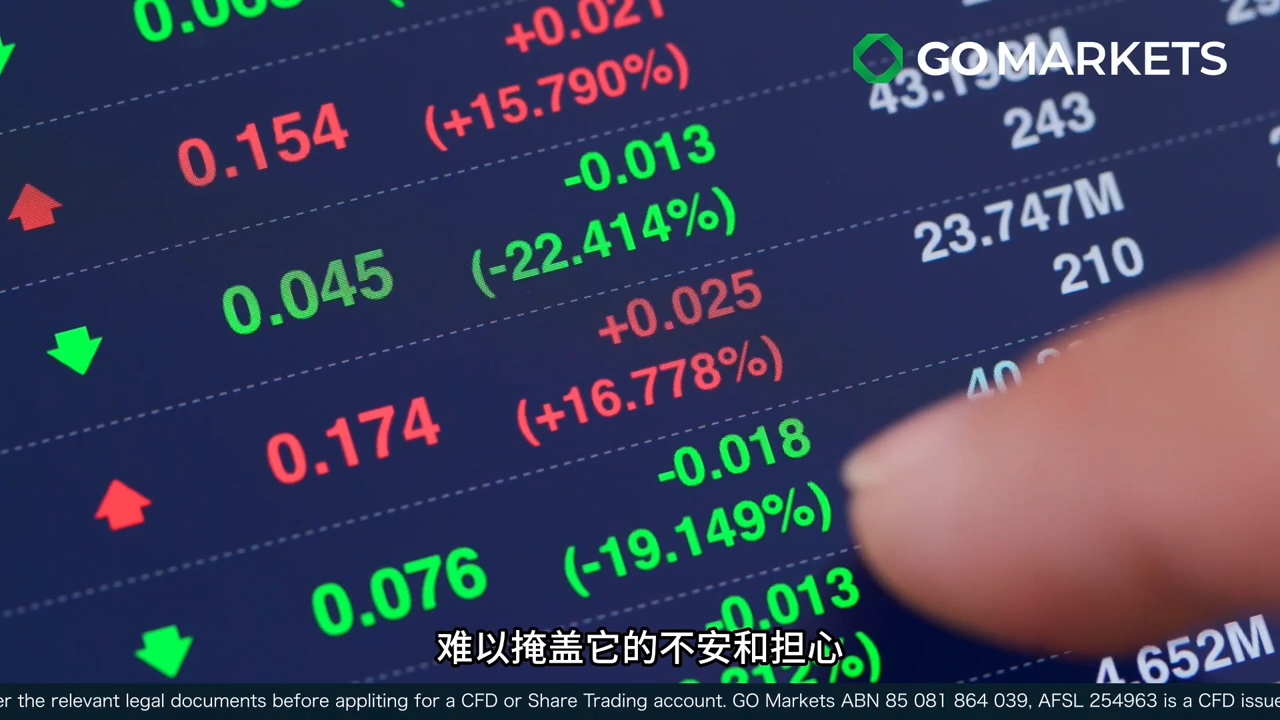 GO MARKETS
+0.021
(+15.790%)
0.154
43.198M
243
-0.013
(-22.414%)
0.045
23.747M
210
+0.025
(+16.778%)
0.174
-0.018
(-19.149%)
0.076
-0.013
4.652M
难以掩盖它的不安和担心
the relevant legal documents before appliting for a CFD or Share Trading account. GO Markets ABN 85 081 864 039, AFSL 254963 is a CFD